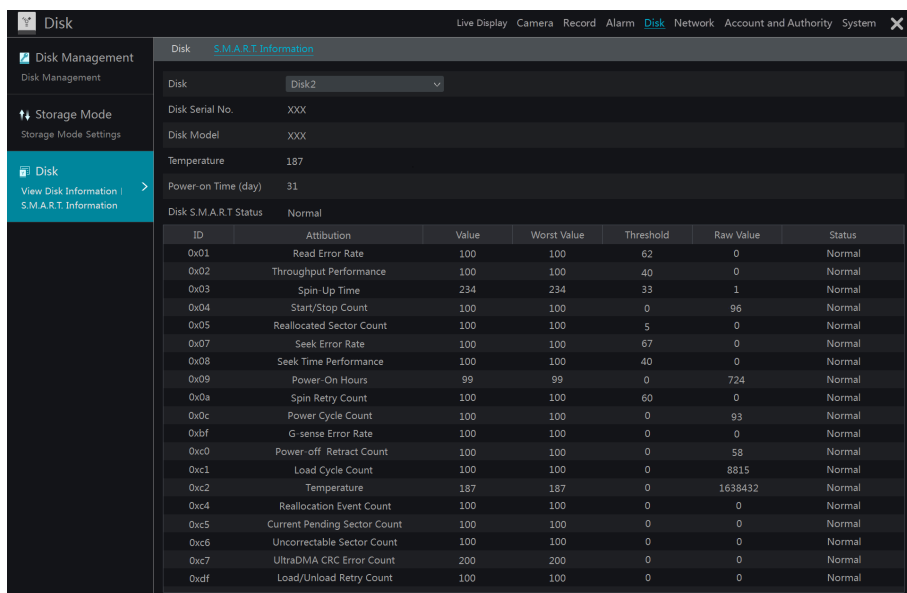 Disk Live Display Camera Record Alarm Disk Network Account and Authority System
Disk Management
Disk Management
Storage Mode
Storage Mode Settings
Disk
View Disk Information |
S.M.A.R.T. Information
Disk S.M.A.R.T. Information
Disk Disk2
Disk Serial No. XXX
Disk Model XXX
Temperature 187
Power-on Time (day) 31
Disk S.M.A.R.T Status Normal
ID Attibution Value Worst Value Threshold Raw Value Status
0x01 Read Error Rate 100 100 62 0 Normal
0x02 Throughput Performance 100 100 40 0 Normal
0x03 Spin-Up Time 234 234 33 1 Normal
0x04 Start/Stop Count 100 100 0 96 Normal
0x05 Reallocated Sector Count 100 100 5 0 Normal
0x07 Seek Error Rate 100 100 67 0 Normal
0x08 Seek Time Performance 100 100 40 0 Normal
0x09 Power-On Hours 99 99 0 724 Normal
0x0a Spin Retry Count 100 100 60 0 Normal
0x0c Power Cycle Count 100 100 0 93 Normal
0xbf G-sense Error Rate 100 100 0 0 Normal
0xc0 Power-off Retract Count 100 100 0 58 Normal
0xc1 Load Cycle Count 100 100 0 8815 Normal
0xc2 Temperature 187 187 0 1638432 Normal
0xc4 Reallocation Event Count 100 100 0 0 Normal
0xc5 Current Pending Sector Count 100 100 0 0 Normal
0xc6 Uncorrectable Sector Count 100 100 0 0 Normal
0xc7 UltraDMA CRC Error Count 200 200 0 0 Normal
0xdf Load/Unload Retry Count 100 100 0 0 Normal